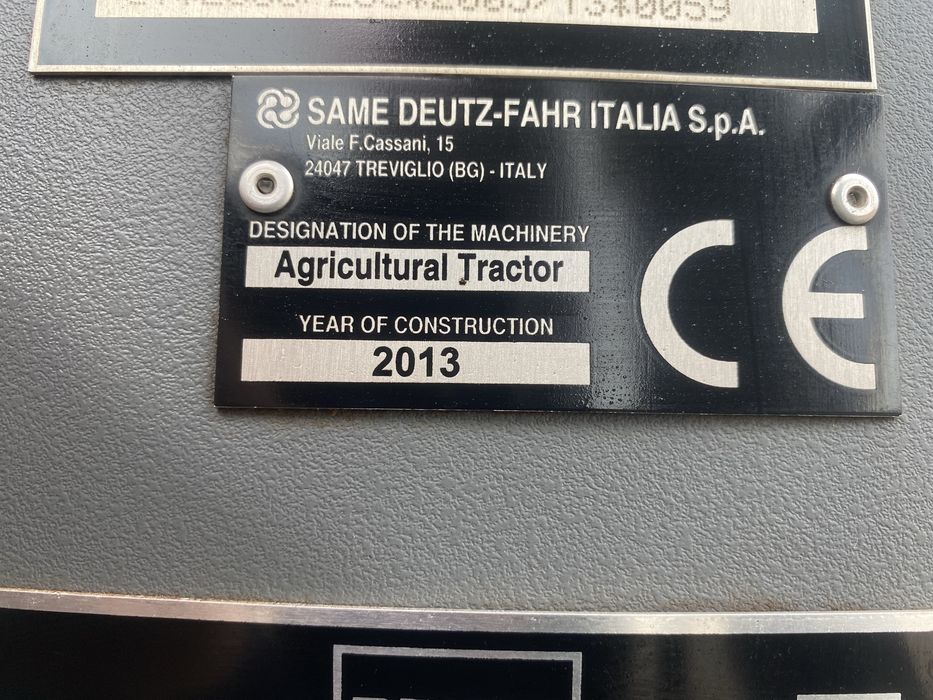 SAME DEUTZ-FAHR ITALIA S.p.A.
Viale F.Cassani, 15
24047 TREVIGLIO (BG) - ITALY
DESIGNATION OF THE MACHINERY
Agricultural Tractor
YEAR OF CONSTRUCTION
2013
CE